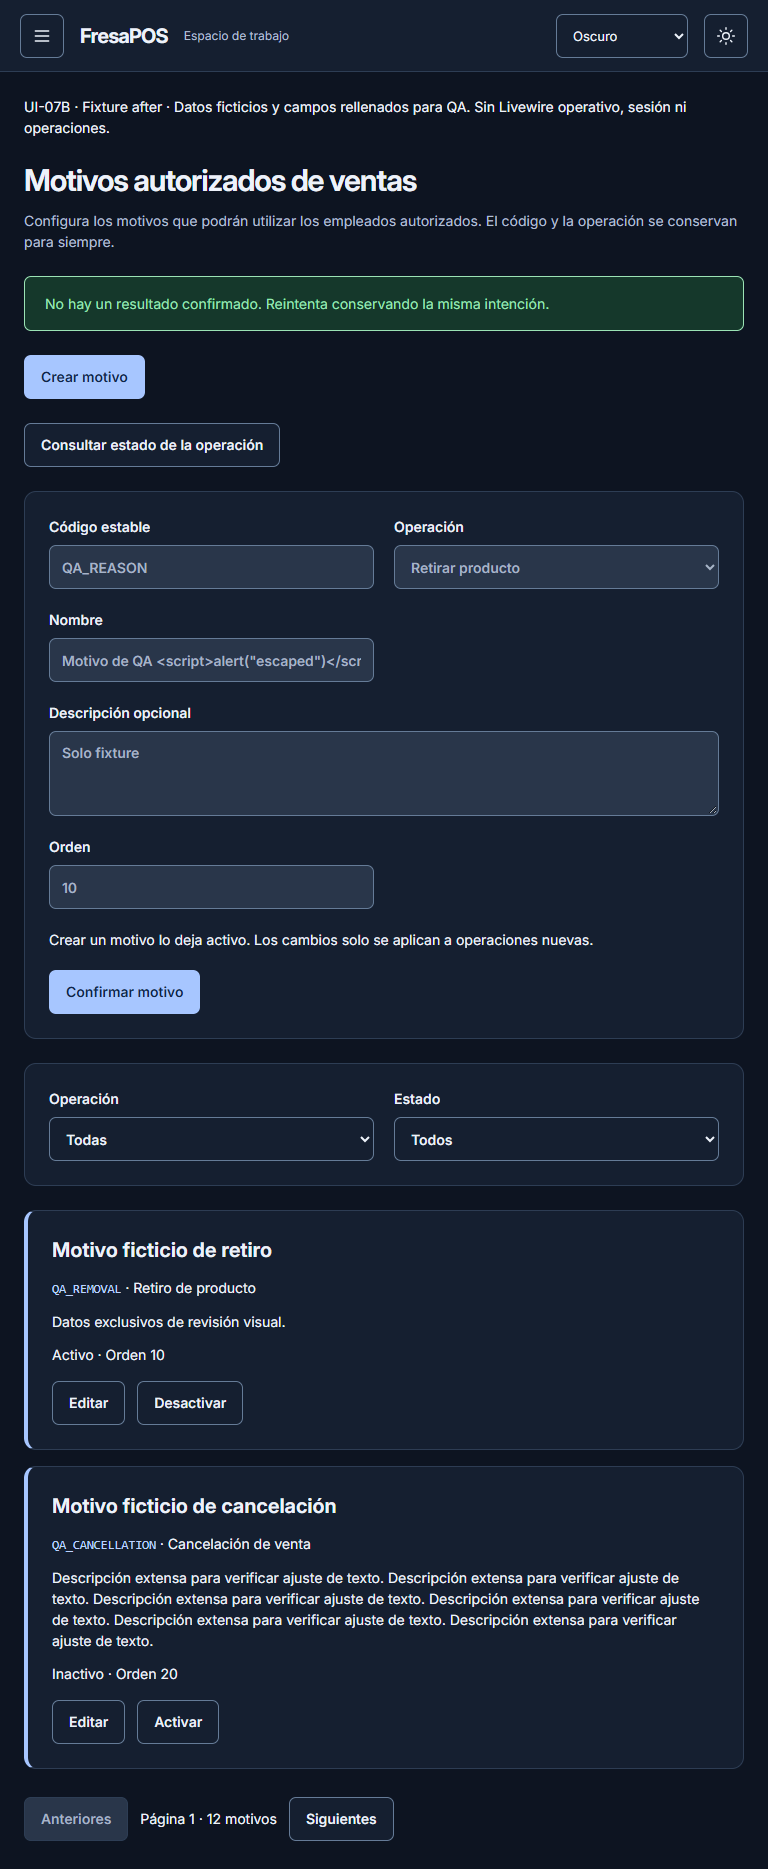 FresaPOS
Espacio de trabajo
Oscuro
UI-07B · Fixture after · Datos ficticios y campos rellenados para QA. Sin Livewire operativo, sesión ni
operaciones.
Motivos autorizados de ventas
Configura los motivos que podrán utilizar los empleados autorizados. El código y la operación se conservan
para siempre.
No hay un resultado confirmado. Reintenta conservando la misma intención.
Crear motivo
Consultar estado de la operación
Código estable
Operación
QA_REASON
Retirar producto
Nombre
Motivo de QA <script>alert("escaped")</scr
Descripción opcional
Solo fixture
Orden
10
Crear un motivo lo deja activo. Los cambios solo se aplican a operaciones nuevas.
Confirmar motivo
Operación
Estado
Todas
Todos
Motivo ficticio de retiro
QA_REMOVAL · Retiro de producto
Datos exclusivos de revisión visual.
Activo · Orden 10
Editar
Desactivar
Motivo ficticio de cancelación
QA_CANCELLATION · Cancelación de venta
Descripción extensa para verificar ajuste de texto. Descripción extensa para verificar ajuste de
texto. Descripción extensa para verificar ajuste de texto. Descripción extensa para verificar ajuste
de texto. Descripción extensa para verificar ajuste de texto. Descripción extensa para verificar
ajuste de texto.
Inactivo · Orden 20
Editar
Activar
Anteriores
Página 1 · 12 motivos
Siguientes